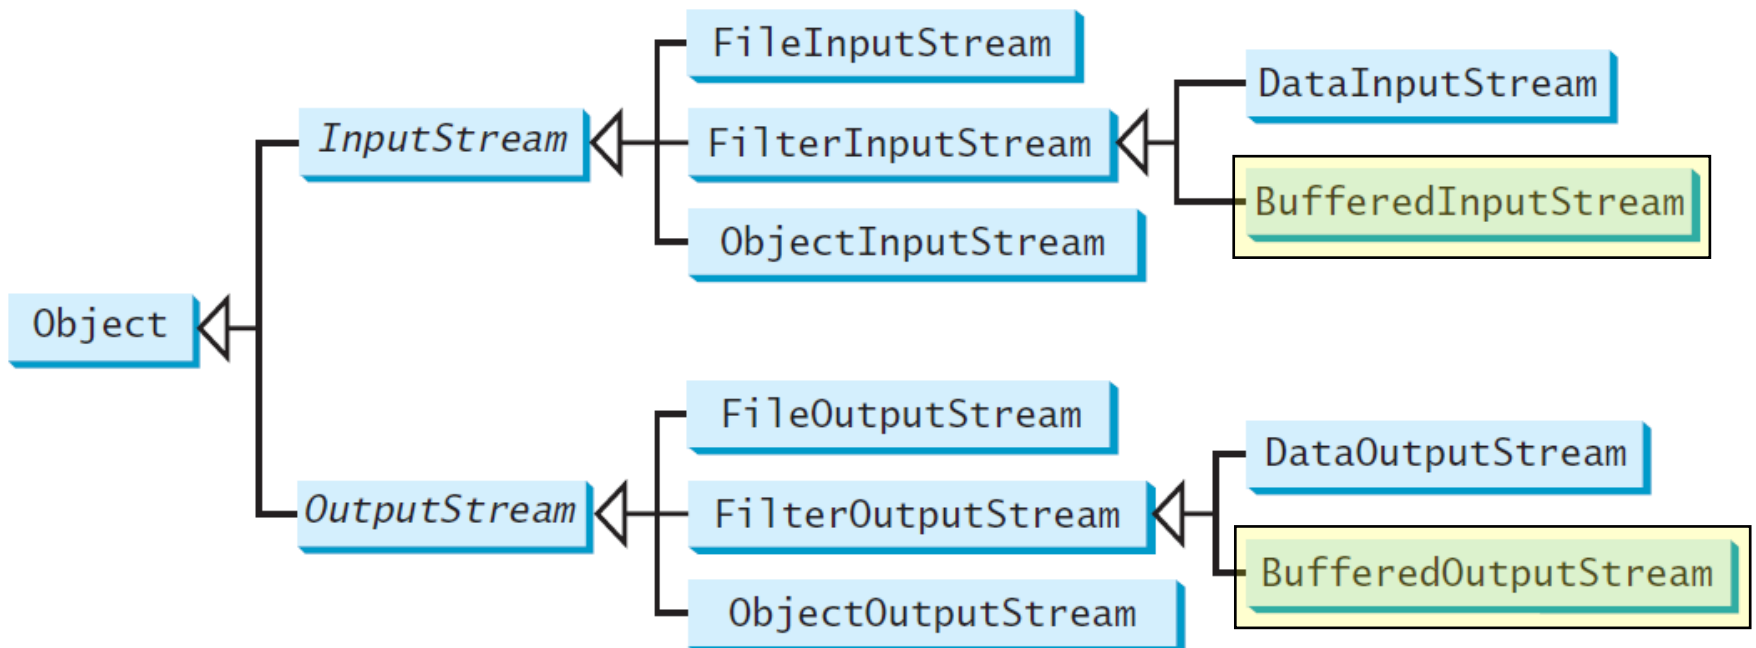 FileInputStream
DataInputStream
InputStream
FilterInputStream
BufferedInputStream
ObjectInputStream
Object
FileOutputStream
DataOutputStream
OutputStream
FilterOutputStream
BufferedOutputStream
ObjectOutputStream